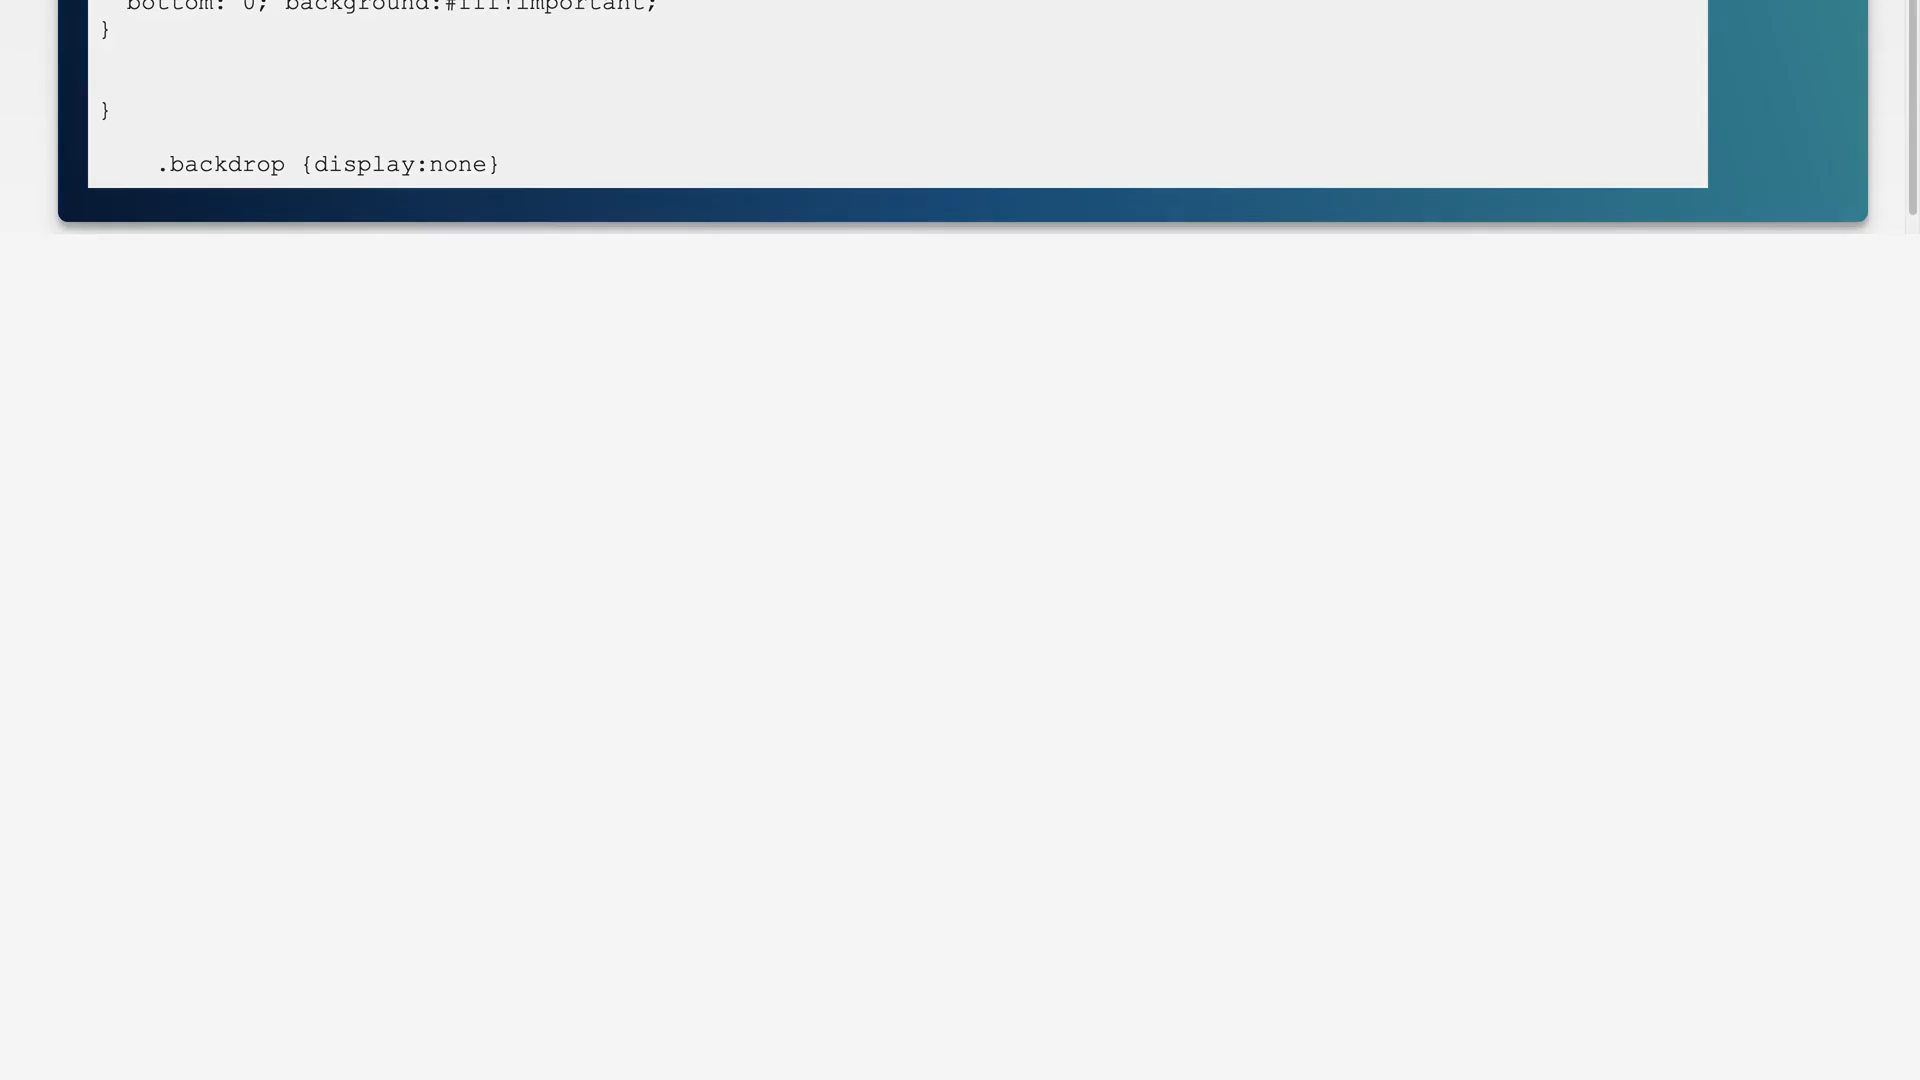 bottom: 0; background:#fff!important;
}
}
.backdrop {display:none}